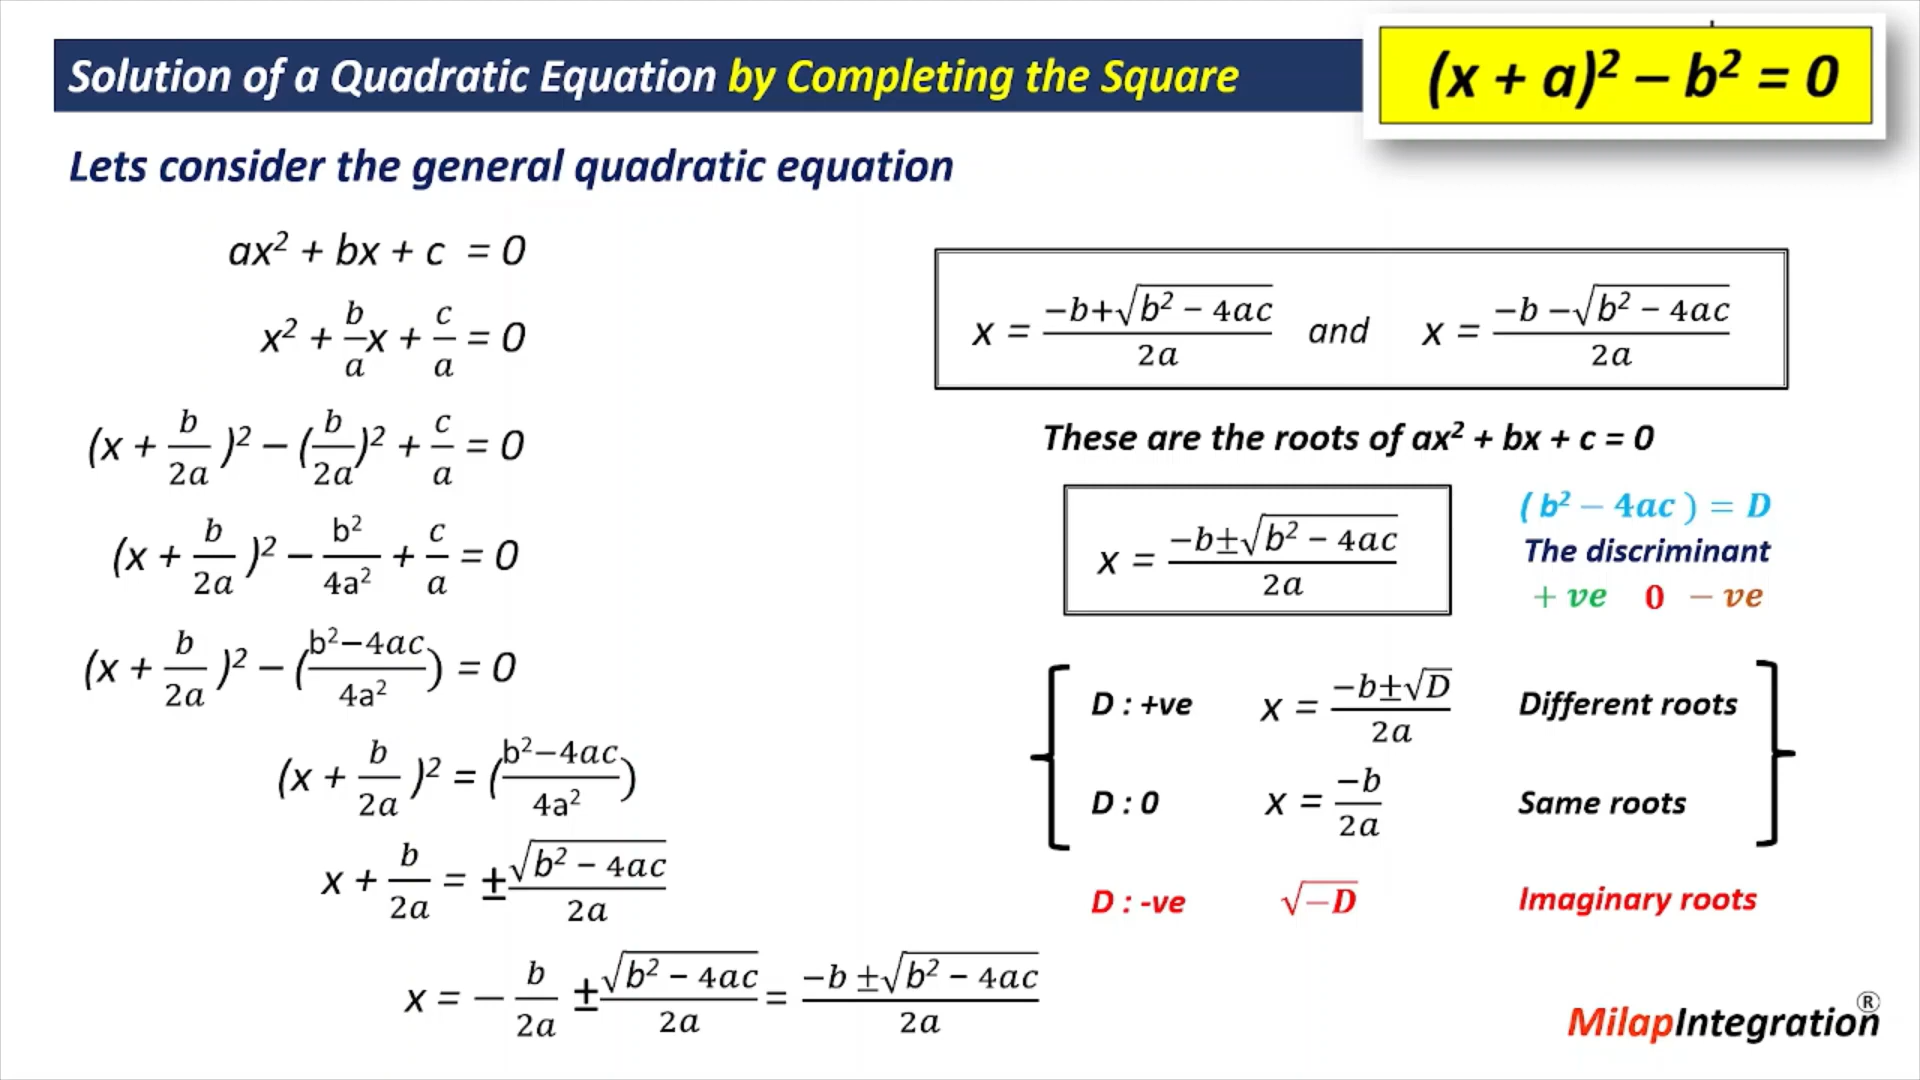 Solution of a Quadratic Equation by Completing the Square
(x + a)² – b² = 0
Lets consider the general quadratic equation
ax² + bx + c = 0
x² + b/a x + c/a = 0
(x + b/2a )² – (b/2a)² + c/a = 0
(x + b/2a )² – b²/4a² + c/a = 0
(x + b/2a )² – (b²−4ac/4a²) = 0
(x + b/2a )² = (b²−4ac/4a²)
x + b/2a = ±√(b² − 4ac)/2a
x = – b/2a ±√(b² − 4ac)/2a = −b ±√(b² − 4ac)/2a
x = −b+√(b² − 4ac)/2a and x = −b −√(b² − 4ac)/2a
These are the roots of ax² + bx + c = 0
x = −b±√(b² − 4ac)/2a
( b² − 4ac ) = D
The discriminant
+ ve 0 − ve
D : +ve x = −b±√D/2a Different roots
D : 0 x = −b/2a Same roots
D : -ve √−D Imaginary roots
MilapIntegration®